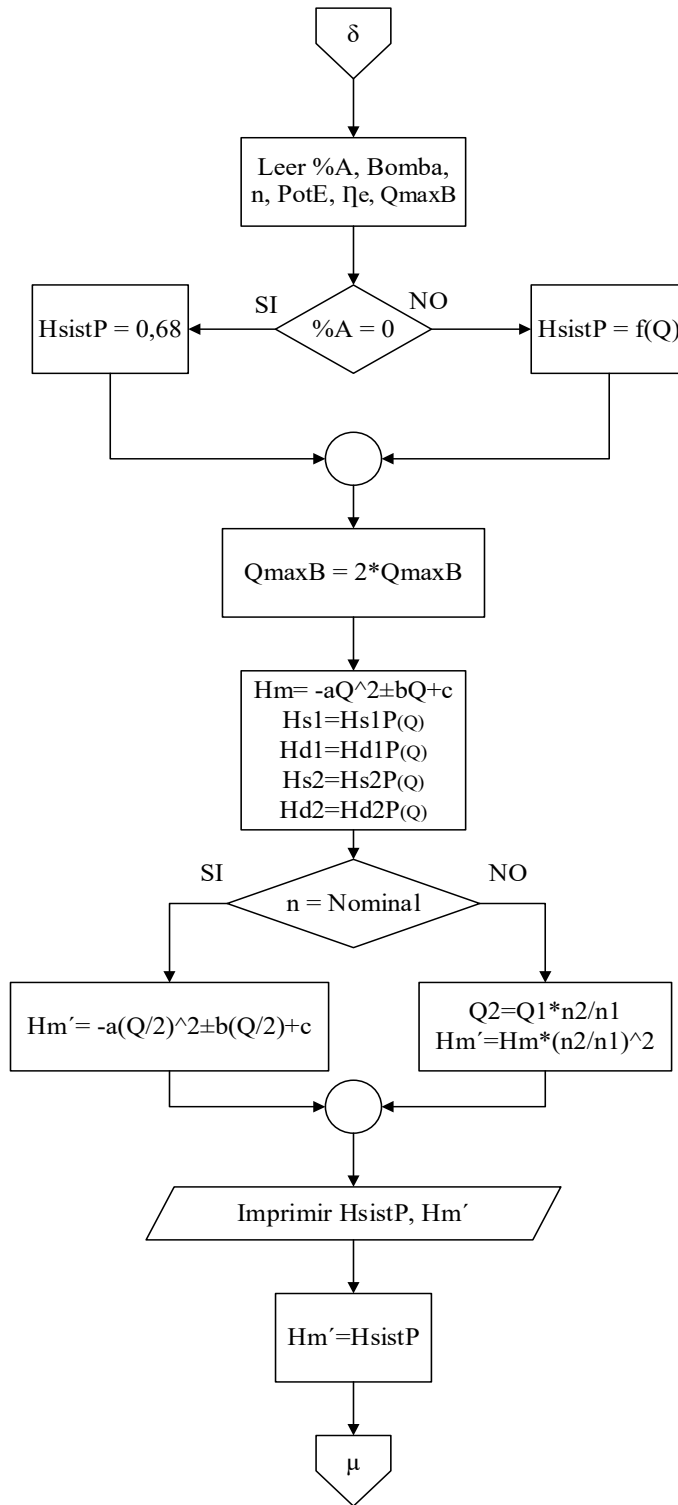 δ
Leer %A, Bomba,
n, PotE, Ƞe, QmaxB
SI
NO
HsistP = 0,68
%A = 0
HsistP = f(Q)
QmaxB = 2*QmaxB
Hm= -aQ^2±bQ+c
Hs1=Hs1P(Q)
Hd1=Hd1P(Q)
Hs2=Hs2P(Q)
Hd2=Hd2P(Q)
SI
NO
n = Nominal
Hm´= -a(Q/2)^2±b(Q/2)+c
Q2=Q1*n2/n1
Hm´=Hm*(n2/n1)^2
Imprimir HsistP, Hm´
Hm´=HsistP
μ